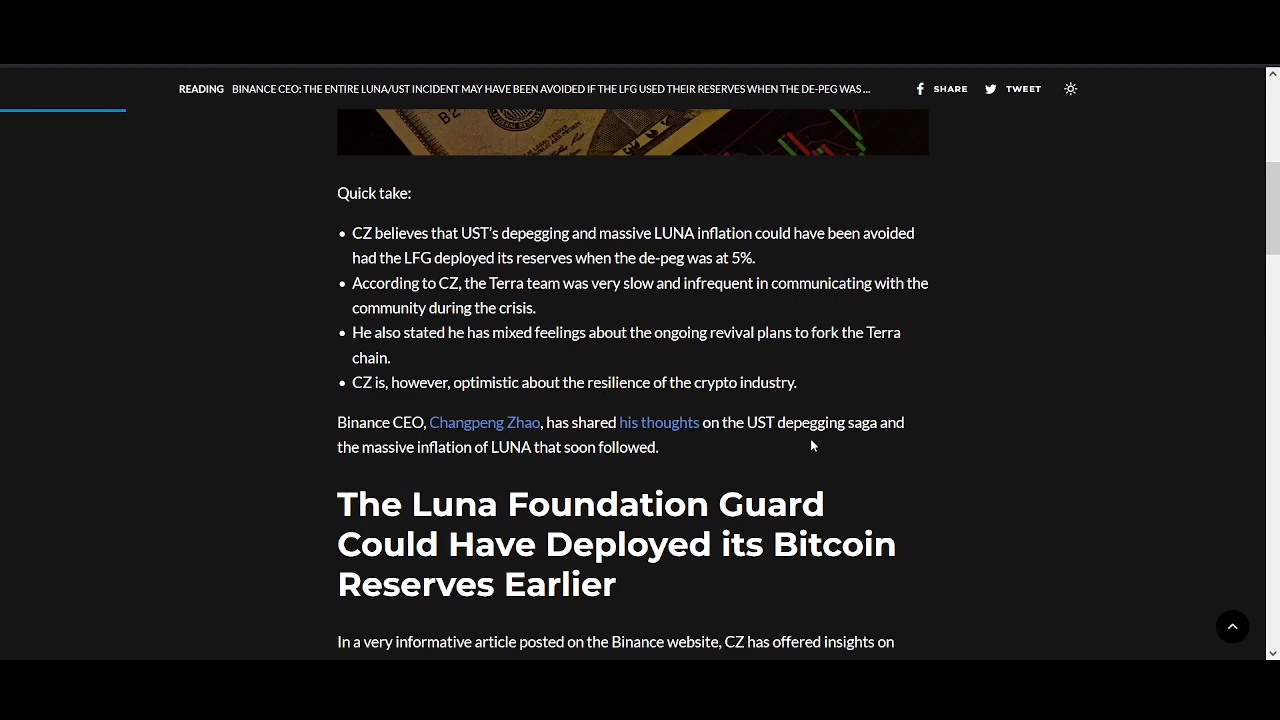 READING BINANCE CEO: THE ENTIRE LUNA/UST INCIDENT MAY HAVE BEEN AVOIDED IF THE LFG USED THEIR RESERVES WHEN THE DE-PEG WAS ... SHARE TWEET
FEDERAL RESERVE
Quick take:
• CZ believes that UST’s depegging and massive LUNA inflation could have been avoided
had the LFG deployed its reserves when the de-peg was at 5%.
• According to CZ, the Terra team was very slow and infrequent in communicating with the
community during the crisis.
• He also stated he has mixed feelings about the ongoing revival plans to fork the Terra
chain.
• CZ is, however, optimistic about the resilience of the crypto industry.
Binance CEO, Changpeng Zhao, has shared his thoughts on the UST depegging saga and
the massive inflation of LUNA that soon followed.
The Luna Foundation Guard
Could Have Deployed its Bitcoin
Reserves Earlier
In a very informative article posted on the Binance website, CZ has offered insights on